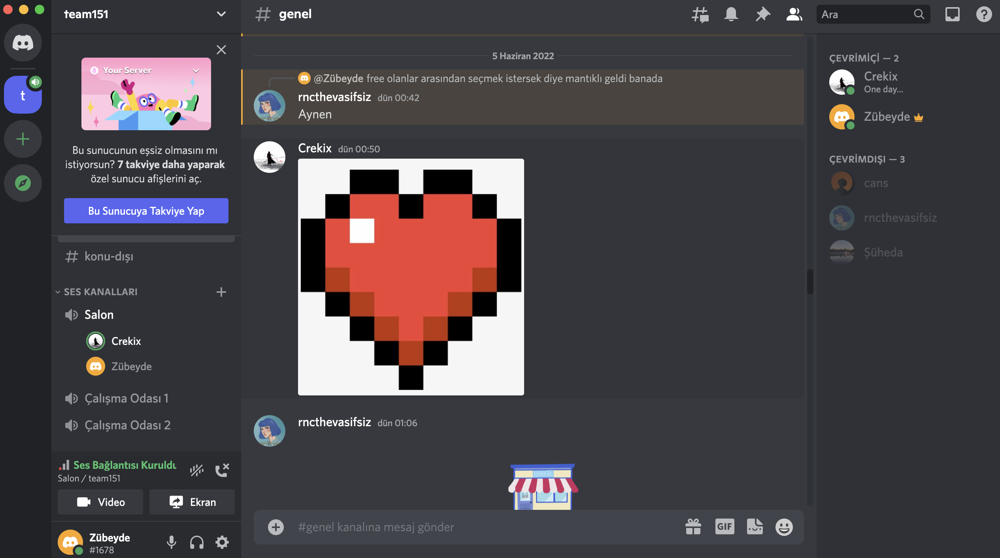 team151
Your Server
Bu sunucunun eşsiz olmasını mı
istiyorsun? 7 takviye daha yaparak
özel sunucu afişlerini aç.
Bu Sunucuya Takviye Yap
t
konu-dışı
SES KANALLARI
Salon
Crekix
Zübeyde
Çalışma Odası 1
Çalışma Odası 2
Ses Bağlantısı Kuruldu
Salon / team151
Video
Ekran
Zübeyde
#1678
genel
Ara
5 Haziran 2022
@Zübeyde free olanlar arasından seçmek istersek diye mantıklı geldi banada
rncthevasifsiz dün 00:42
Aynen
Crekix dün 00:50
rncthevasifsiz dün 01:06
BAKKAL
#genel kanalına mesaj gönder
GIF
ÇEVRİMİÇİ — 2
Crekix
One day...
Zübeyde
ÇEVRİMDIŞI — 3
cans
rncthevasifsiz
Şüheda